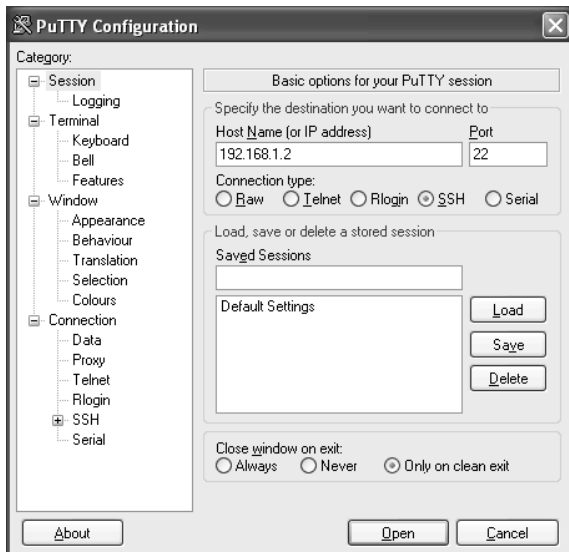 PuTTY Configuration
Category:
Session
Logging
Terminal
Keyboard
Bell
Features
Window
Appearance
Behaviour
Translation
Selection
Colours
Connection
Data
Proxy
Telnet
Rlogin
SSH
Serial
Basic options for your PuTTY session
Specify the destination you want to connect to
Host Name (or IP address) Port
192.168.1.2 22
Connection type:
Raw Telnet Rlogin SSH Serial
Load, save or delete a stored session
Saved Sessions
Default Settings
Load
Save
Delete
Close window on exit:
Always Never Only on clean exit
About Open Cancel